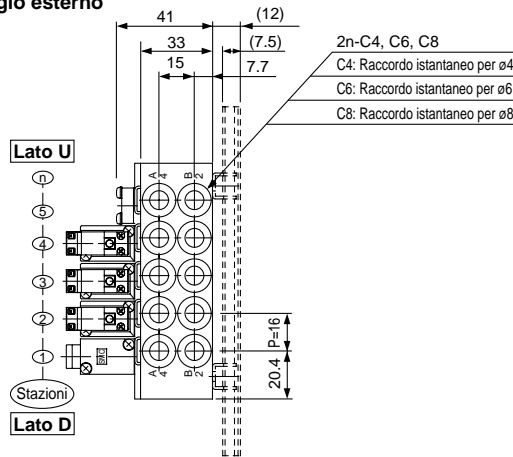 gio esterno
41
(12)
33
(7.5)
15
7.7
2n-C4, C6, C8
C4: Raccordo istantaneo per ø4
C6: Raccordo istantaneo per ø6
C8: Raccordo istantaneo per ø8
Lato U
n
5
4
3
2
1
Stazioni
Lato D
A
4
B
2
A
4
B
2
SMC
P=16
20.4